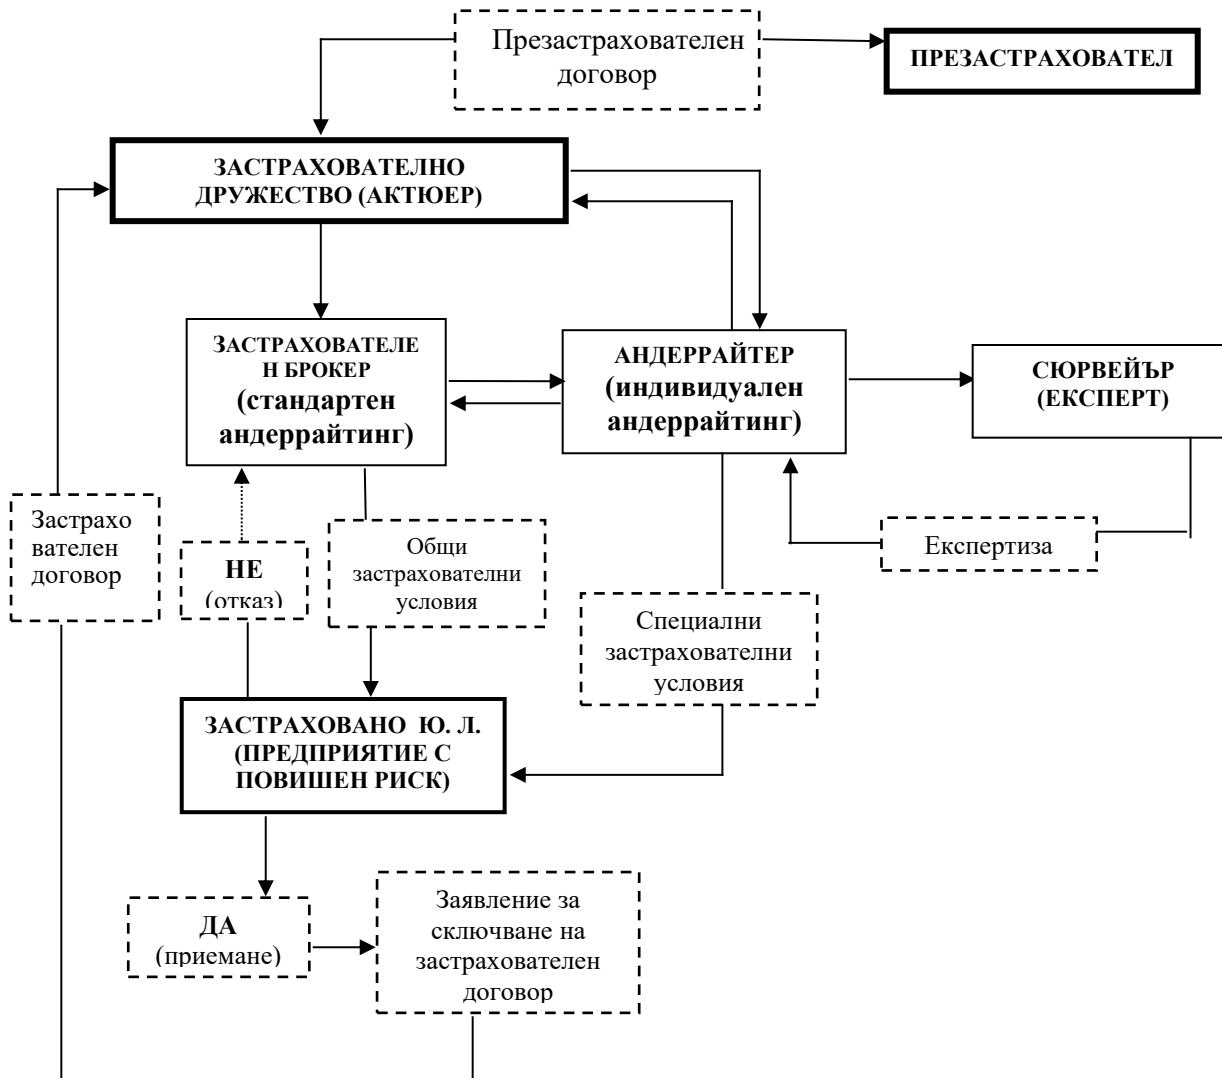 Презастрахователен
договор
ПРЕЗАСТРАХОВАТЕЛ
ЗАСТРАХОВАТЕЛНО
ДРУЖЕСТВО (АКТЮЕР)
ЗАСТРАХОВАТЕЛЕ
Н БРОКЕР
(стандартен
андеррайтинг)
АНДЕРРАЙТЕР
(индивидуален
андеррайтинг)
СЮРВЕЙЪР
(ЕКСПЕРТ)
Застрахо
вателен
договор
НЕ
(отказ)
Общи
застрахователни
условия
Експертиза
Специални
застрахователни
условия
ЗАСТРАХОВАНО Ю. Л.
(ПРЕДПРИЯТИЕ С
ПОВИШЕН РИСК)
ДА
(приемане)
Заявление за
сключване на
застрахователен
договор